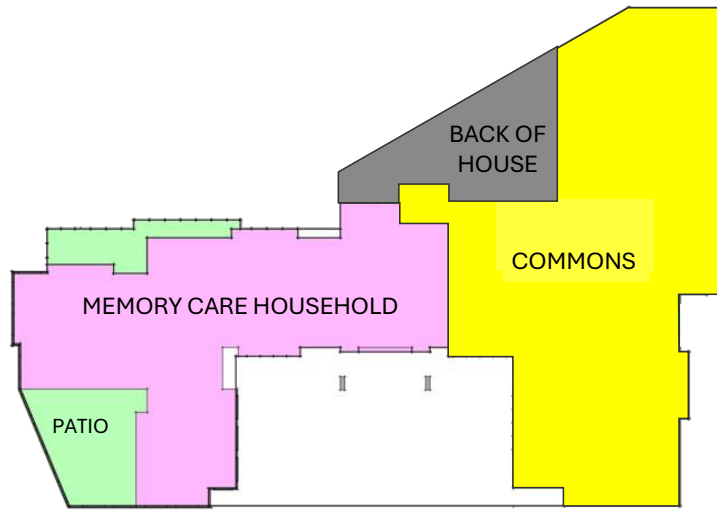 BACK OF
HOUSE
COMMONS
MEMORY CARE HOUSEHOLD
PATIO